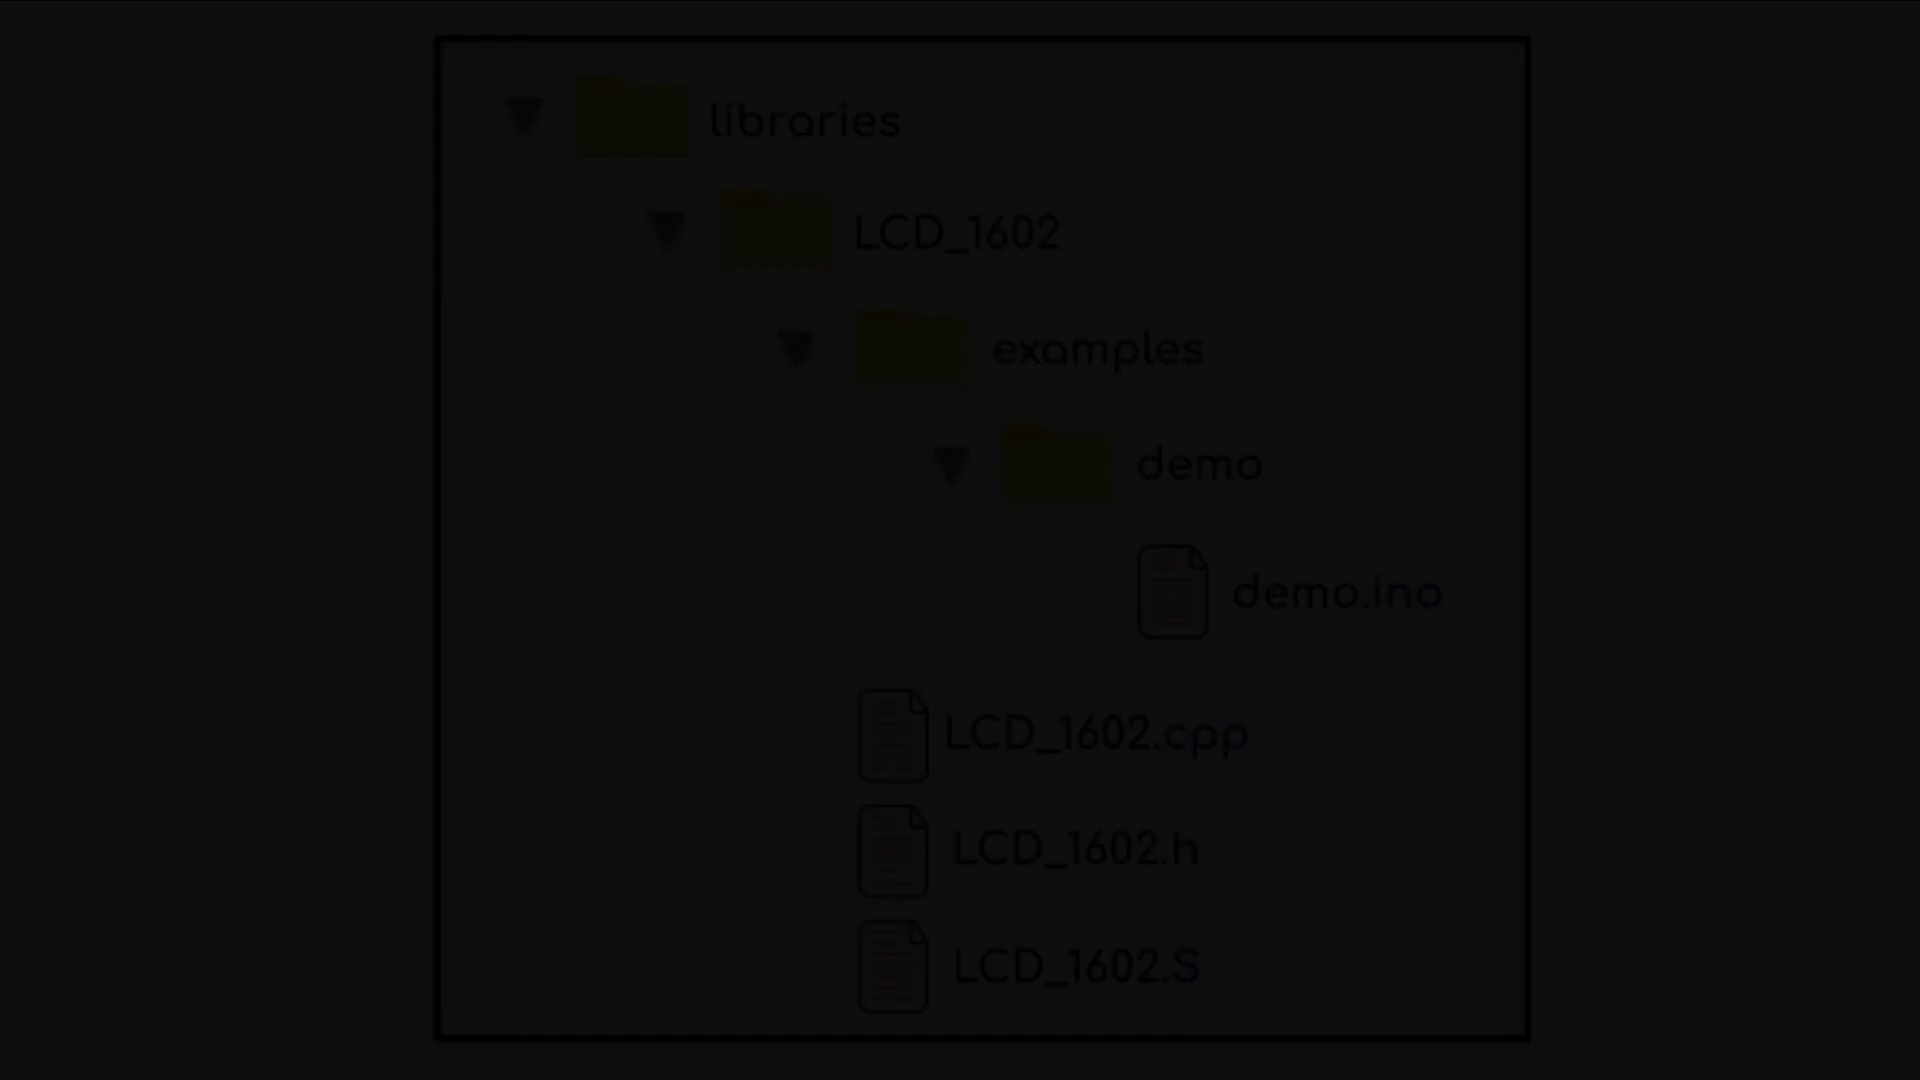 libraries
LCD_1602
examples
demo
demo.ino
LCD_1602.cpp
LCD_1602.h
LCD_1602.S